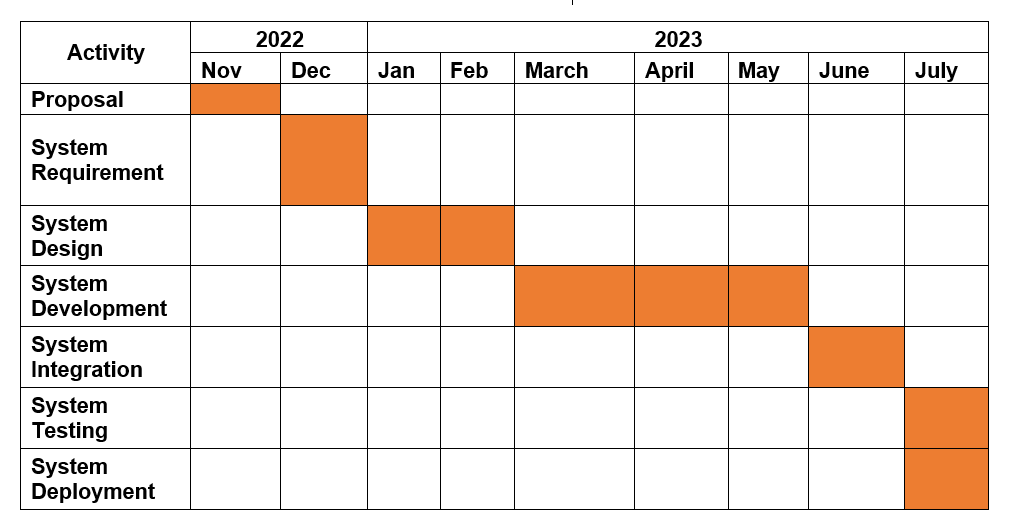 Activity
2022
2023
Nov
Dec
Jan
Feb
March
April
May
June
July
Proposal
System
Requirement
System
Design
System
Development
System
Integration
System
Testing
System
Deployment